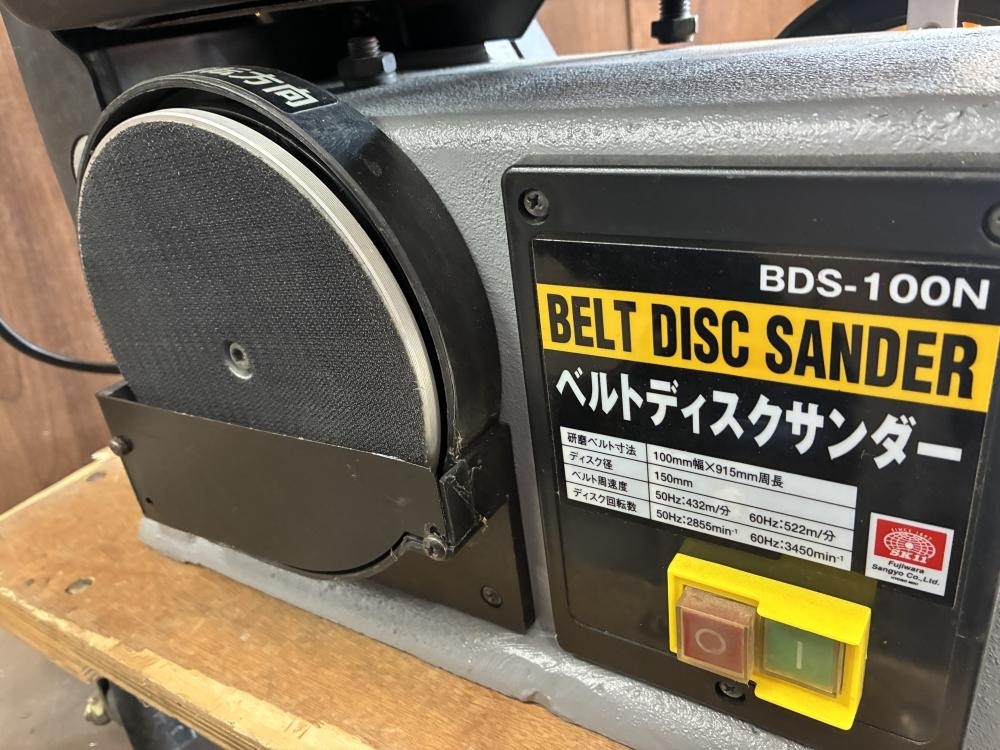 方向
BDS-100N
BELT DISC SANDER
ベルトディスクサンダー
研磨ベルト寸法 100mm幅×915mm周長
ディスク径 150mm
ベルト周速度 50Hz:432m/分 60Hz:522m/分
ディスク回転数 50Hz:2855min-1 60Hz:3450min-1
SK11
Fujiwara
Sangyo Co.,Ltd.
O
I